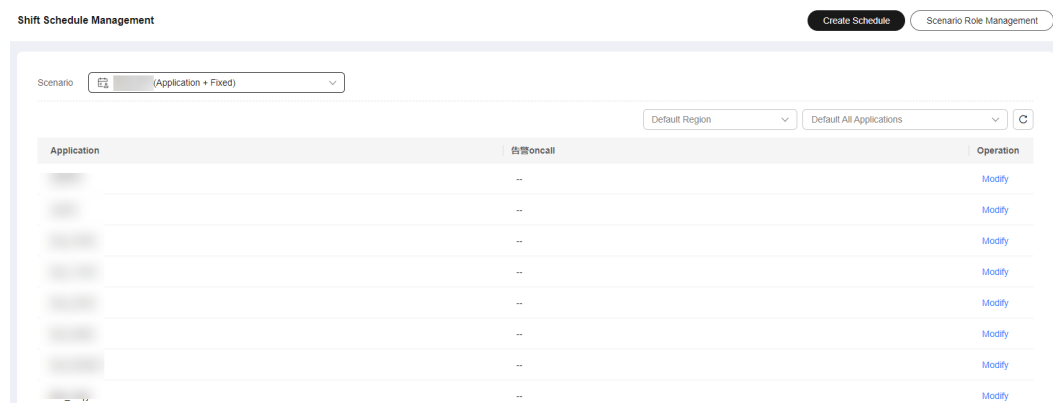 Shift Schedule Management
Create Schedule
Scenario Role Management
Scenario
(Application + Fixed)
Default Region
Default All Applications
Application
告警oncall
Operation
--
Modify
--
Modify
--
Modify
--
Modify
--
Modify
--
Modify
--
Modify
--
Modify